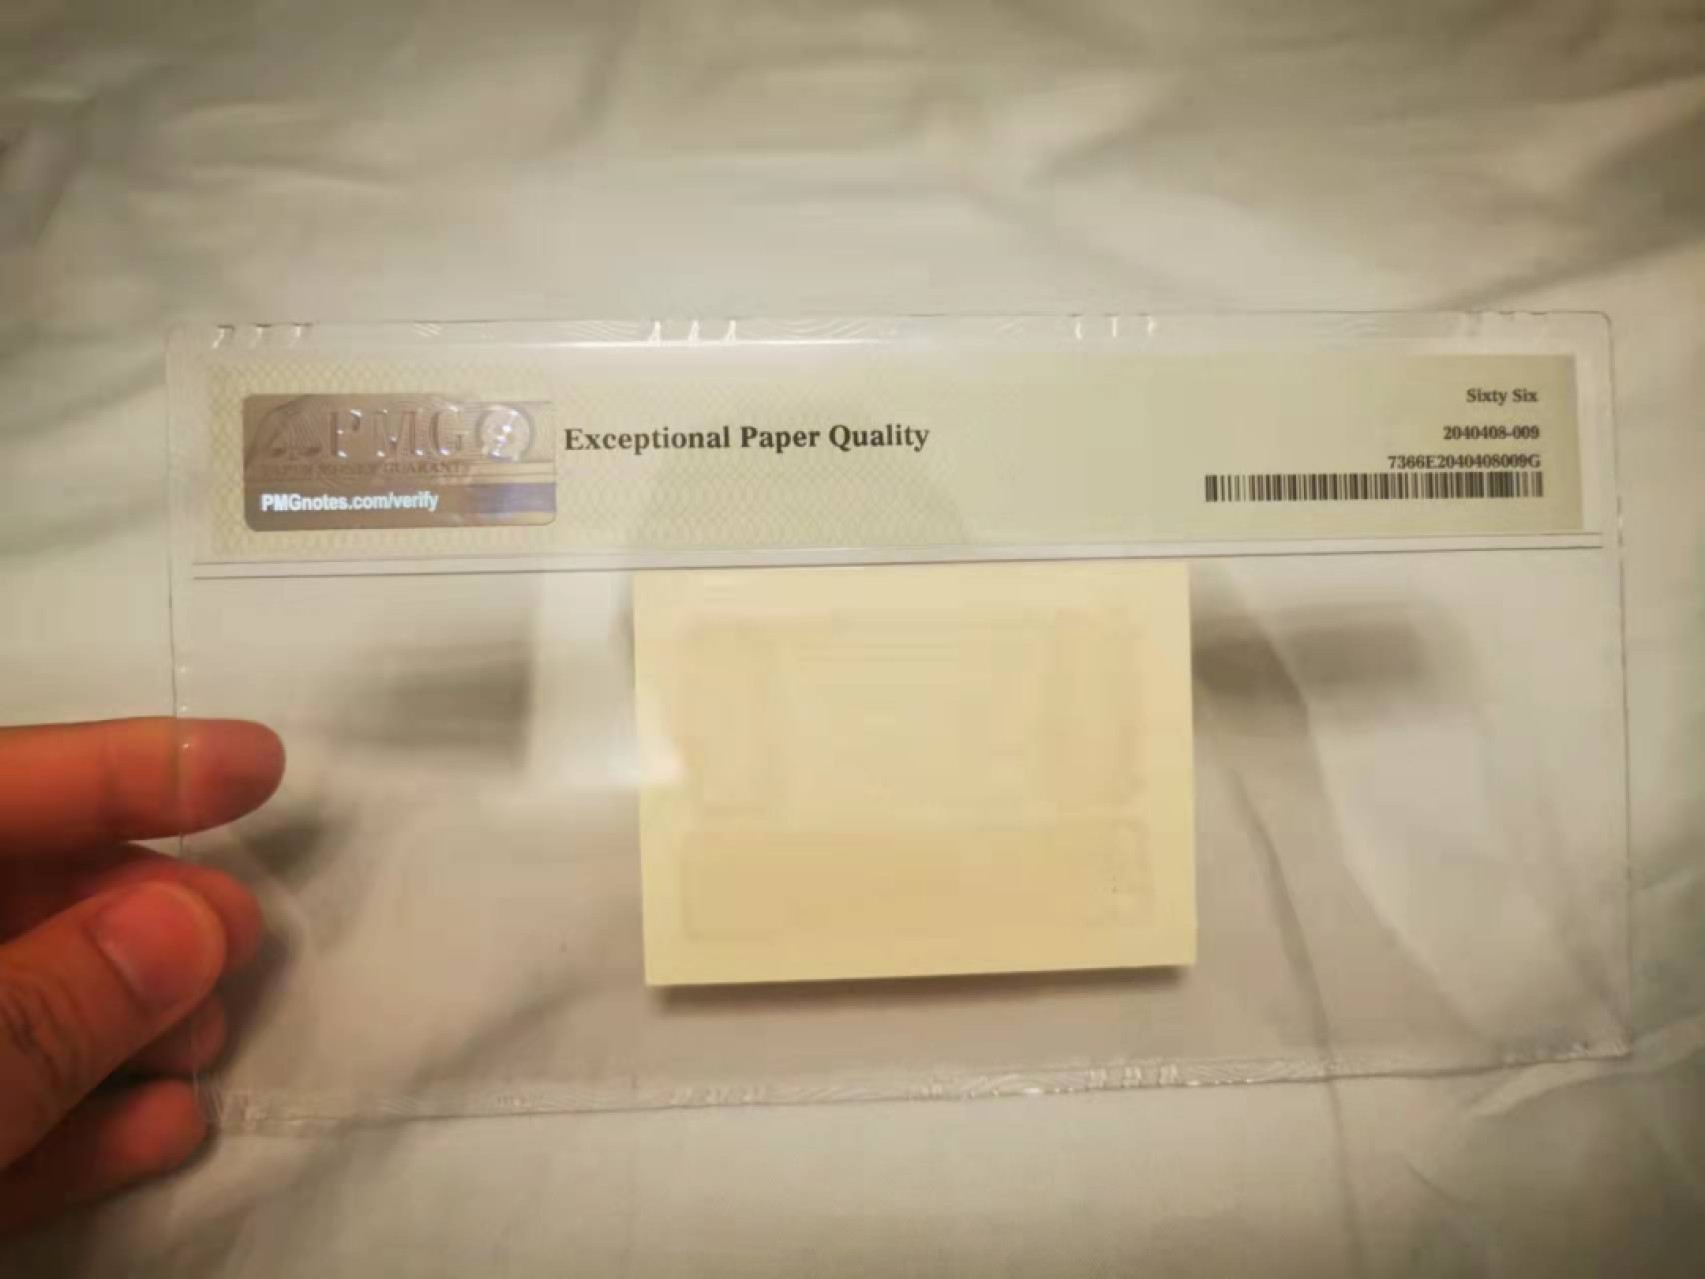 PMG
PAPER MONEY GUARANTY
PMGnotes.com/verify
Exceptional Paper Quality
Sixty Six
2040408-009
7366E2040408009G